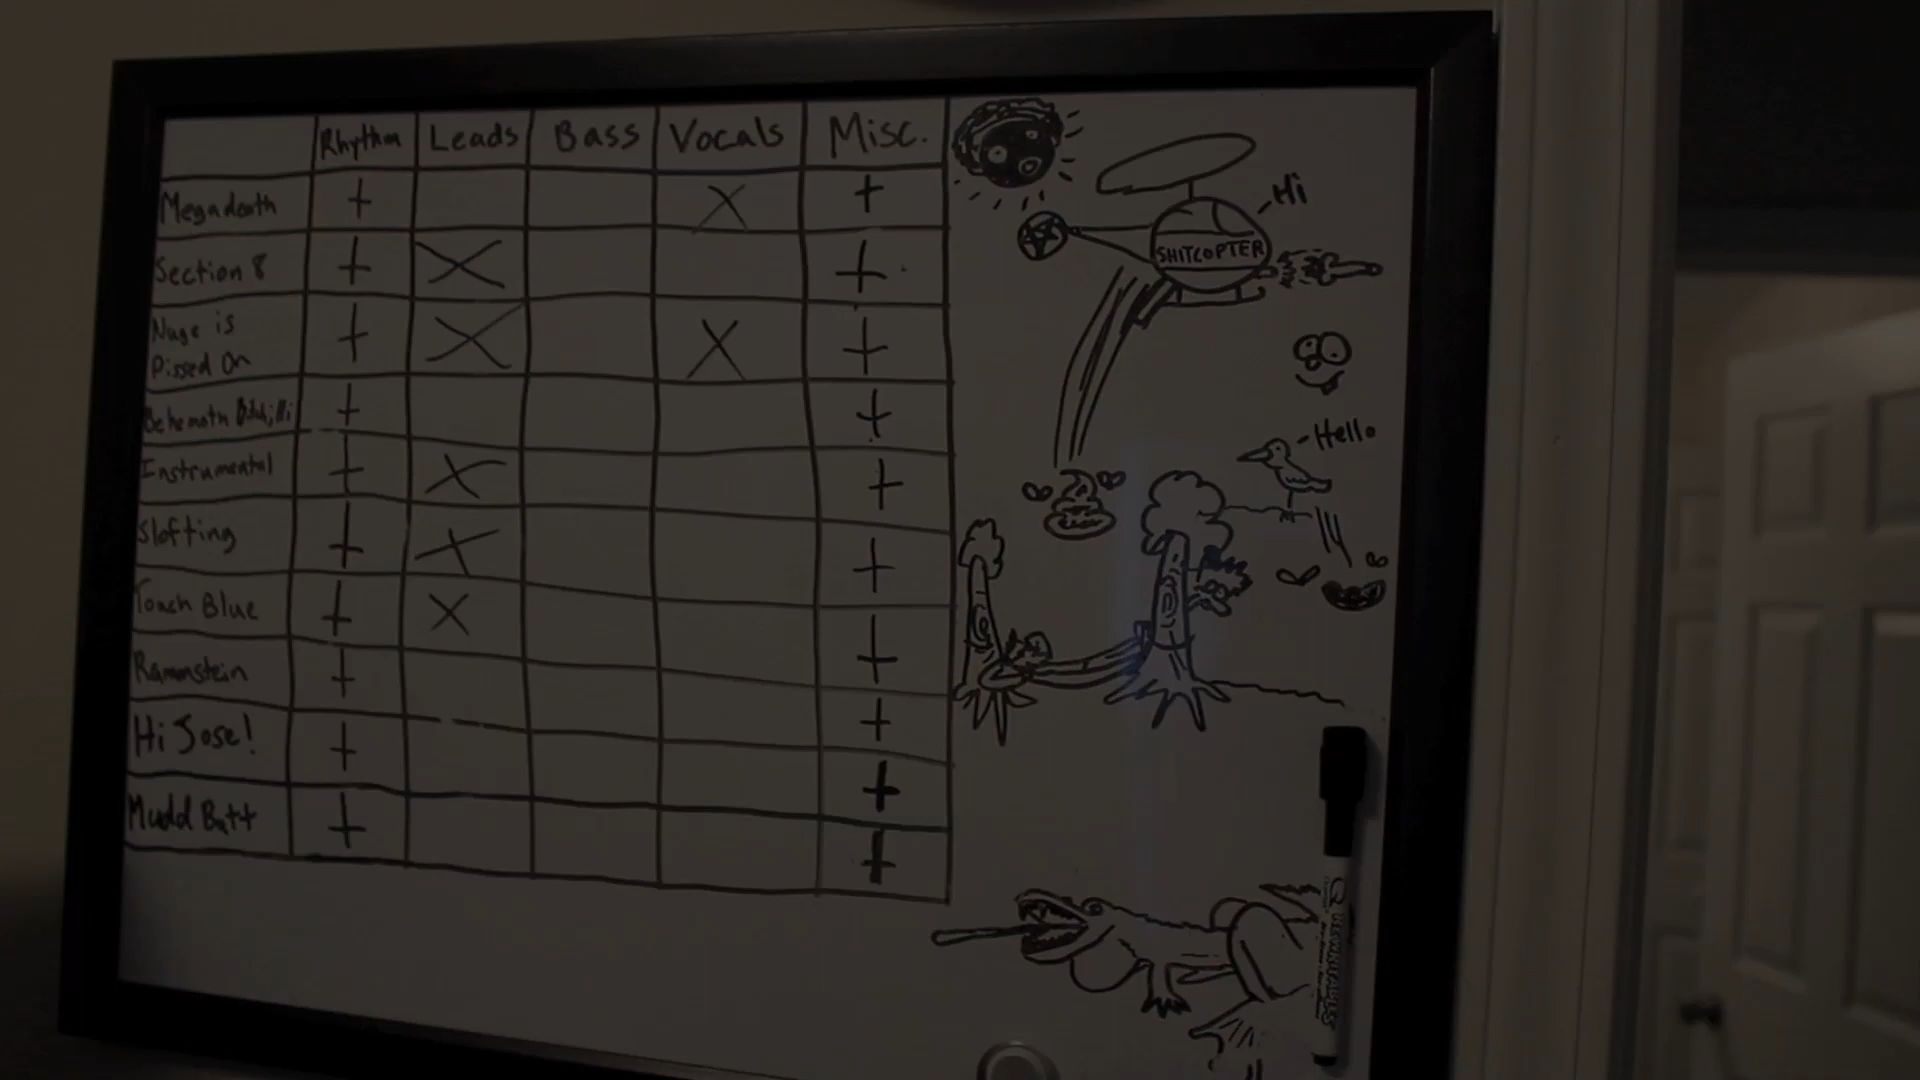 Rhythm Leads Bass Vocals Misc.
Megadeath + X +
Section 8 + X +
Nuge is
Pissed On + X X +
Behemoth + +
Instrumental + X +
Slofting + X +
Touch Blue + X +
Rammstein + +
Hi Jose! + +
Mudd Butt + +
Hi
SHITCOPTER
Hello